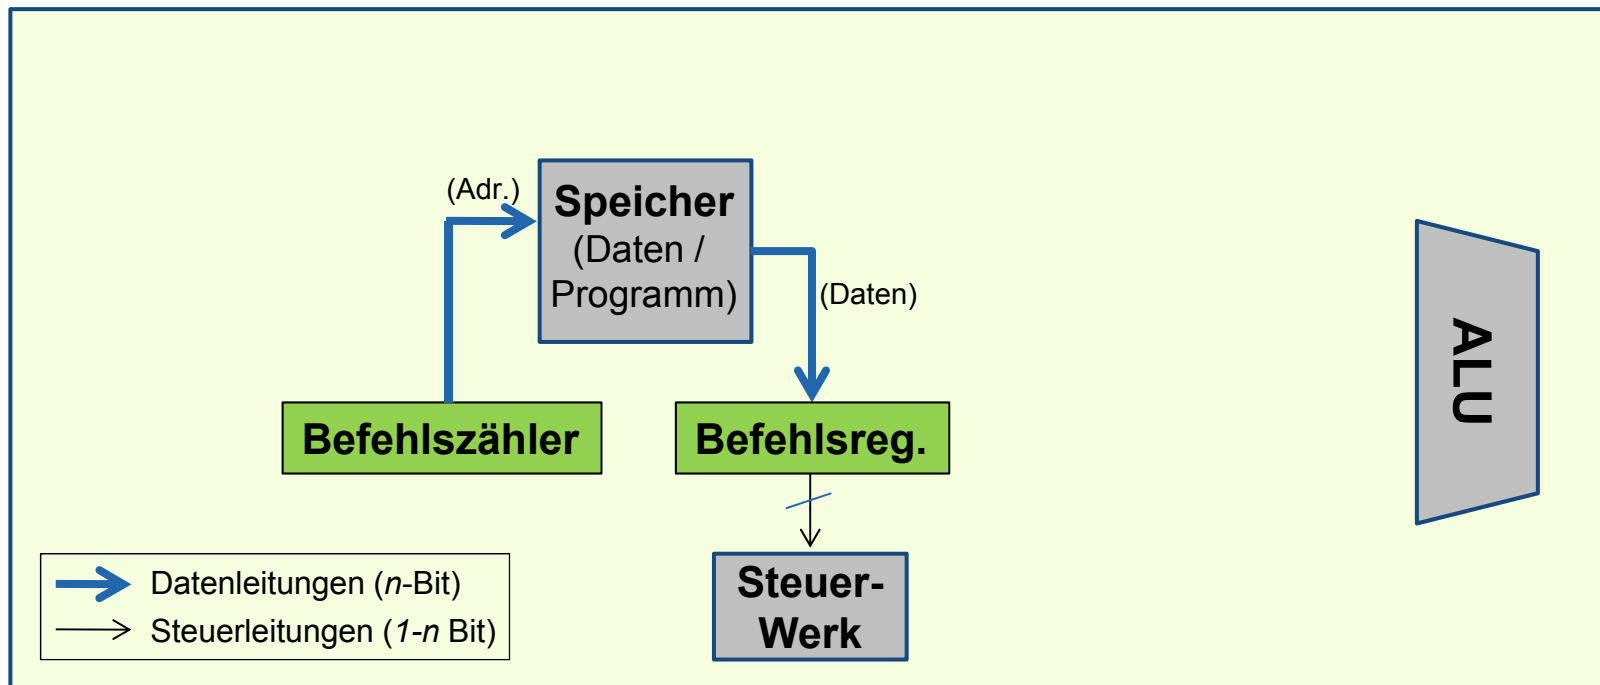 (Adr.)
Speicher
(Daten /
Programm)
(Daten)
ALU
Befehlszähler
Befehlsreg.
Steuer-
Werk
Datenleitungen (n-Bit)
Steuerleitungen (1-n Bit)